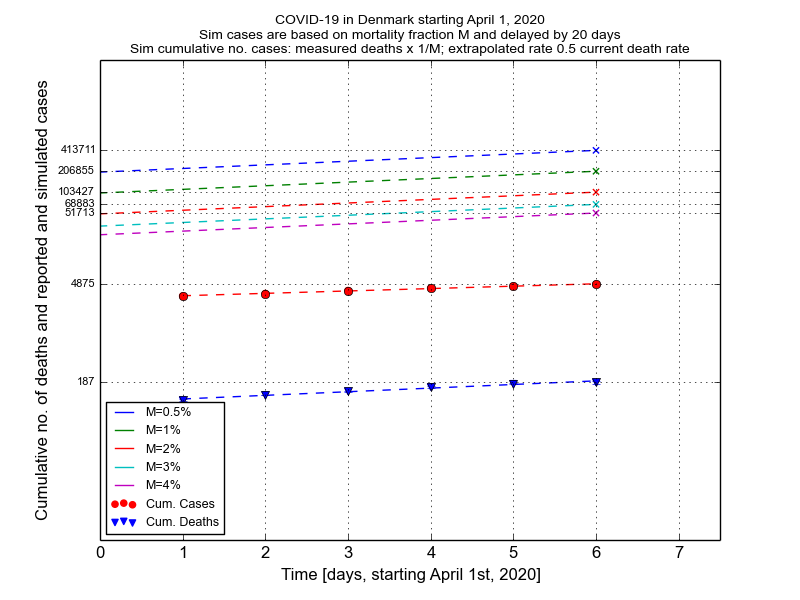 COVID-19 in Denmark starting April 1, 2020
Sim cases are based on mortality fraction M and delayed by 20 days
Sim cumulative no. cases: measured deaths x 1/M; extrapolated rate 0.5 current death rate
Cumulative no. of deaths and reported and simulated cases
413711
206855
103427
68883
51713
4875
187
M=0.5%
M=1%
M=2%
M=3%
M=4%
Cum. Cases
Cum. Deaths
0 1 2 3 4 5 6 7
Time [days, starting April 1st, 2020]